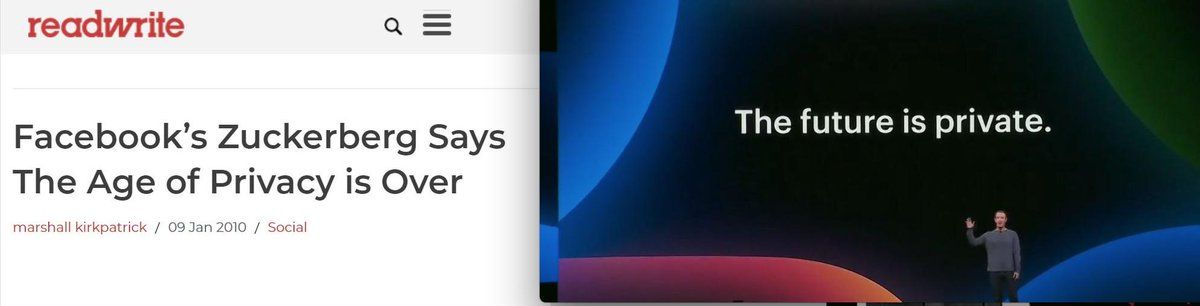 readwrite
Facebook's Zuckerberg Says
The Age of Privacy is Over
marshall kirkpatrick / 09 Jan 2010 / Social
The future is private.